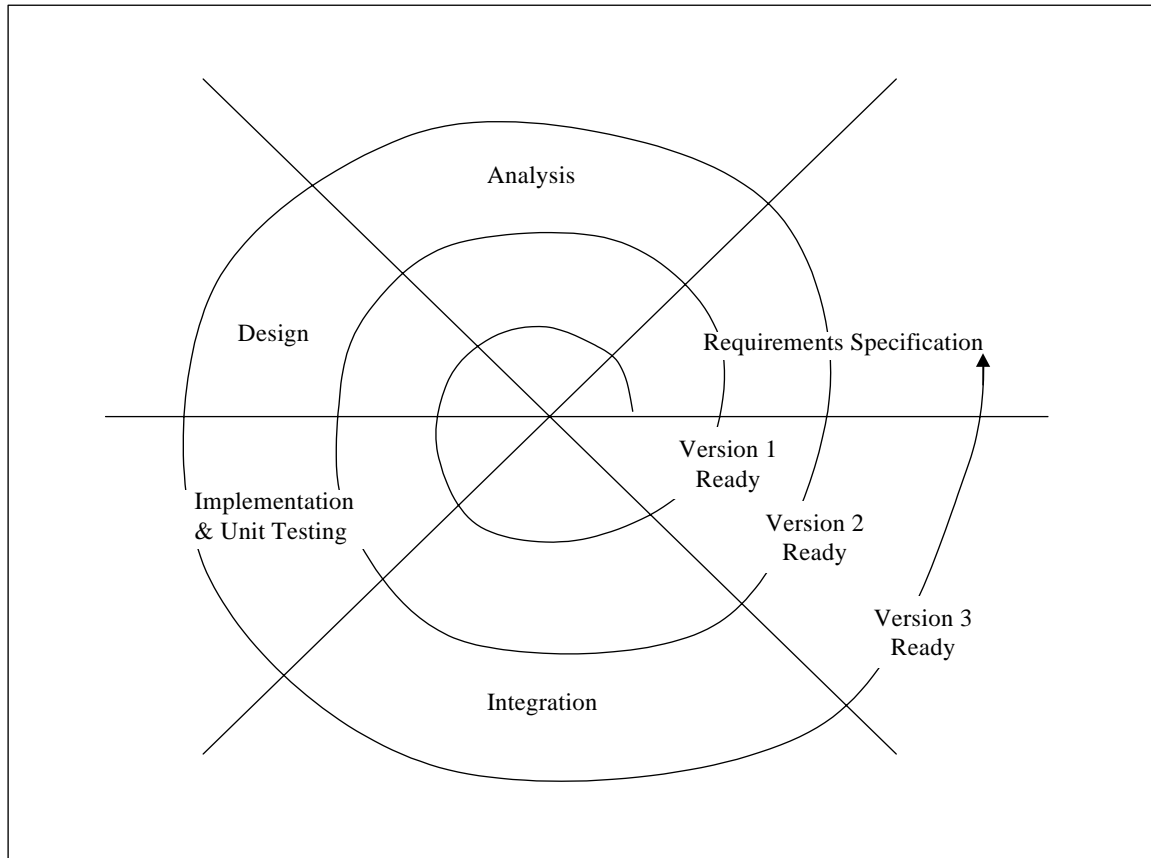 Analysis
Design
Requirements Specification
Version 1
Ready
Implementation
& Unit Testing
Version 2
Ready
Version 3
Ready
Integration